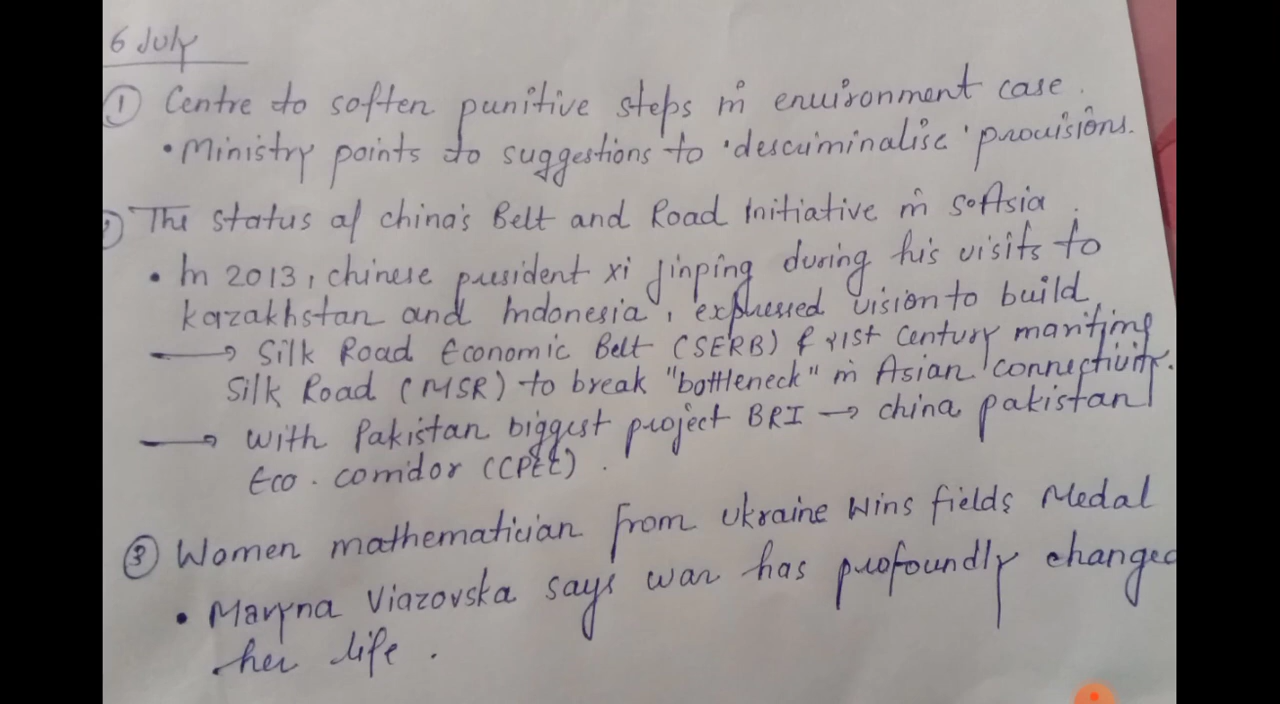 6 July
① Centre to soften punitive steps in environment case.
• Ministry points to suggestions to 'descriminalise' provisions.
The status of china's Belt and Road Initiative in S.Asia.
• In 2013, chinese president xi jinping during his visits to
kazakhstan and Indonesia, expressed vision to build
→ Silk Road Economic Belt (SERB) & 21st Century maritime
Silk Road (MSR) to break "bottleneck" in Asian connectivity.
→ with Pakistan biggest project BRI → china pakistan
Eco. corridor (CPEC).
③ Women mathematician from Ukraine wins fields Medal
• Maryna Viazovska says war has profoundly changed
her life.